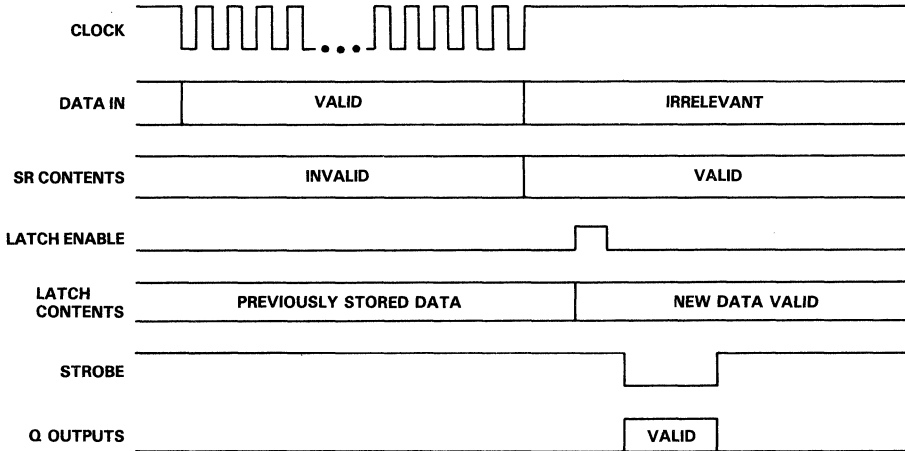 CLOCK
DATA IN
VALID
IRRELEVANT
SR CONTENTS
INVALID
VALID
LATCH ENABLE
LATCH
CONTENTS
PREVIOUSLY STORED DATA
NEW DATA VALID
STROBE
Q OUTPUTS
VALID